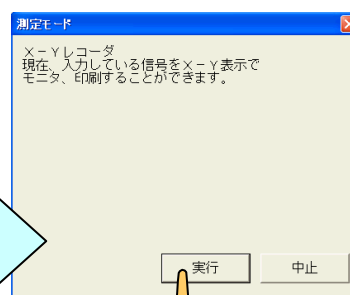 測定モード
X－Yレコーダ
現在、入力している信号をX－Y表示で
モニタ、印刷することができます。
実行
中止